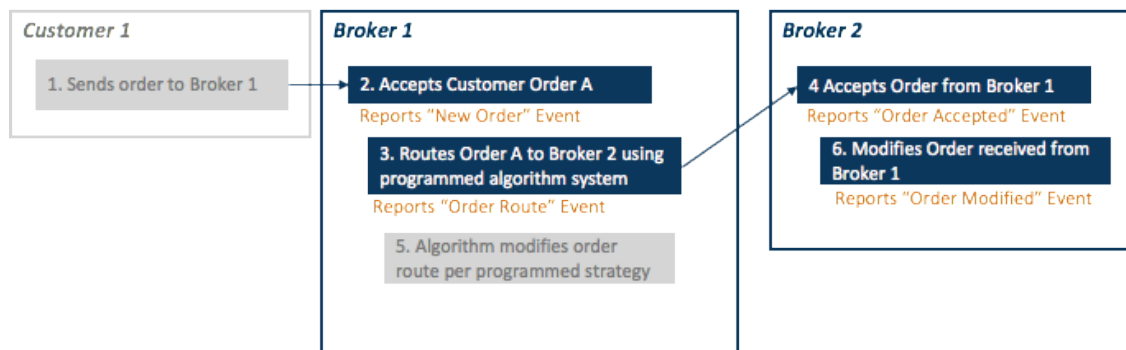 Customer 1
1. Sends order to Broker 1
Broker 1
2. Accepts Customer Order A
Reports "New Order" Event
3. Routes Order A to Broker 2 using
programmed algorithm system
Reports "Order Route" Event
5. Algorithm modifies order
route per programmed strategy
Broker 2
4 Accepts Order from Broker 1
Reports "Order Accepted" Event
6. Modifies Order received from
Broker 1
Reports "Order Modified" Event